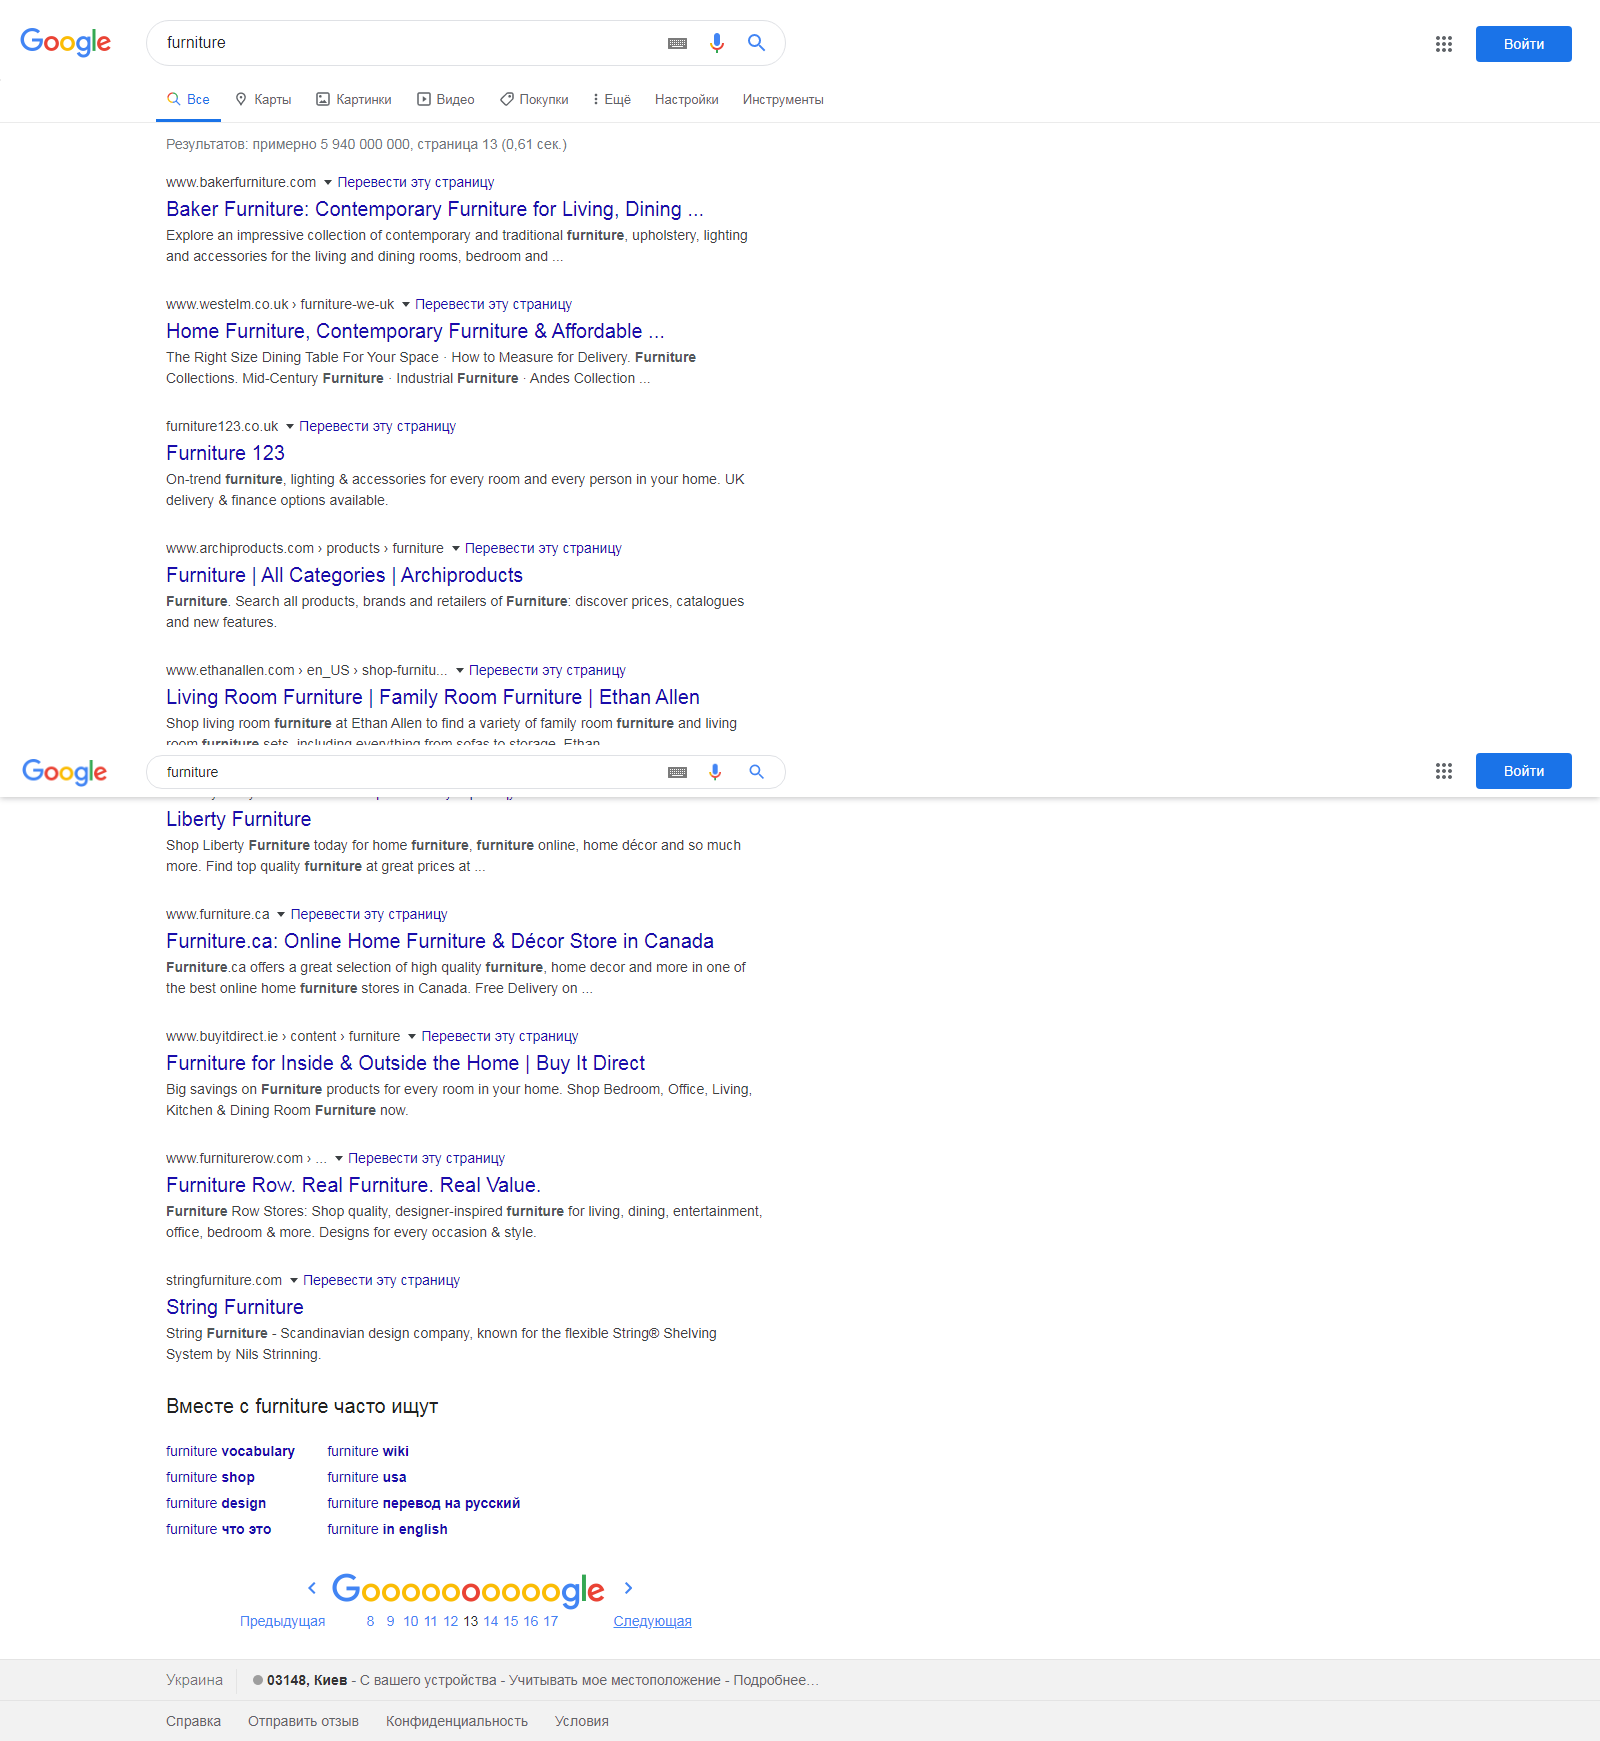 Google
furniture
Войти
Все Карты Картинки Видео Покупки Ещё Настройки Инструменты
Результатов: примерно 5 940 000 000, страница 13 (0,61 сек.)
www.bakerfurniture.com Перевести эту страницу
Baker Furniture: Contemporary Furniture for Living, Dining ...
Explore an impressive collection of contemporary and traditional furniture, upholstery, lighting
and accessories for the living and dining rooms, bedroom and ...
www.westelm.co.uk › furniture-we-uk Перевести эту страницу
Home Furniture, Contemporary Furniture & Affordable ...
The Right Size Dining Table For Your Space · How to Measure for Delivery. Furniture
Collections. Mid-Century Furniture · Industrial Furniture · Andes Collection ...
furniture123.co.uk Перевести эту страницу
Furniture 123
On-trend furniture, lighting & accessories for every room and every person in your home. UK
delivery & finance options available.
www.archiproducts.com › products › furniture Перевести эту страницу
Furniture | All Categories | Archiproducts
Furniture. Search all products, brands and retailers of Furniture: discover prices, catalogues
and new features.
www.ethanallen.com › en_US › shop-furnitu... Перевести эту страницу
Living Room Furniture | Family Room Furniture | Ethan Allen
Shop living room furniture at Ethan Allen to find a variety of family room furniture and living
room furniture sets, including everything from sofas to storage. Ethan
Google
furniture
Войти
Liberty Furniture
Shop Liberty Furniture today for home furniture, furniture online, home décor and so much
more. Find top quality furniture at great prices at ...
www.furniture.ca Перевести эту страницу
Furniture.ca: Online Home Furniture & Décor Store in Canada
Furniture.ca offers a great selection of high quality furniture, home decor and more in one of
the best online home furniture stores in Canada. Free Delivery on ...
www.buyitdirect.ie › content › furniture Перевести эту страницу
Furniture for Inside & Outside the Home | Buy It Direct
Big savings on Furniture products for every room in your home. Shop Bedroom, Office, Living,
Kitchen & Dining Room Furniture now.
www.furniturerow.com › ... Перевести эту страницу
Furniture Row. Real Furniture. Real Value.
Furniture Row Stores: Shop quality, designer-inspired furniture for living, dining, entertainment,
office, bedroom & more. Designs for every occasion & style.
stringfurniture.com Перевести эту страницу
String Furniture
String Furniture - Scandinavian design company, known for the flexible String® Shelving
System by Nils Strinning.
Вместе с furniture часто ищут
furniture vocabulary furniture wiki
furniture shop furniture usa
furniture design furniture перевод на русский
furniture что это furniture in english
Goooooooooogle
Предыдущая 8 9 10 11 12 13 14 15 16 17 Следующая
Украина 03148, Киев - С вашего устройства - Учитывать мое местоположение - Подробнее…
Справка Отправить отзыв Конфиденциальность Условия